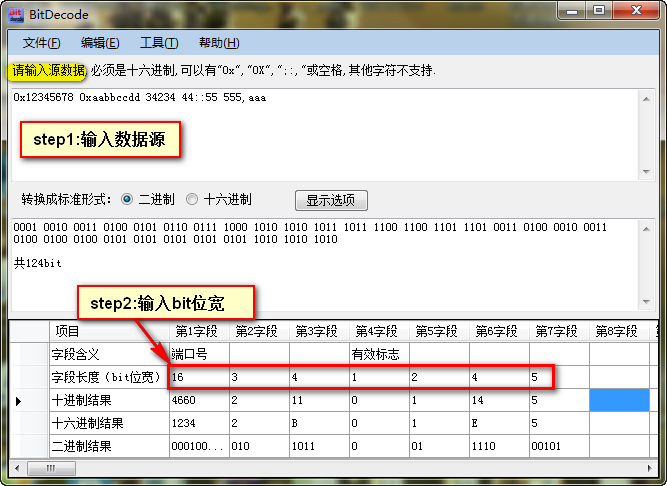 Bit
BitDecode
文件(F) 编辑(E) 工具(T) 帮助(H)
请输入源数据, 必须是十六进制, 可以有"0x", "0X", ";:, "或空格, 其他字符不支持.
0x12345678 0xaabbccdd 34234 44::55 555,aaa
step1:输入数据源
转换成标准形式: 二进制 十六进制 显示选项
0001 0010 0011 0100 0101 0110 0111 1000 1010 1010 1011 1011 1100 1100 1101 1101 0011 0100 0010 0011
0100 0100 0100 0101 0101 0101 0101 0101 1010 1010 1010
共124bit
step2:输入bit位宽
项目 第1字段 第2字段 第3字段 第4字段 第5字段 第6字段 第7字段 第8字段
字段含义 端口号 有效标志
字段长度(bit位宽) 16 3 4 1 2 4 5
十进制结果 4660 2 11 0 1 14 5
十六进制结果 1234 2 B 0 1 E 5
二进制结果 000100... 010 1011 0 01 1110 00101